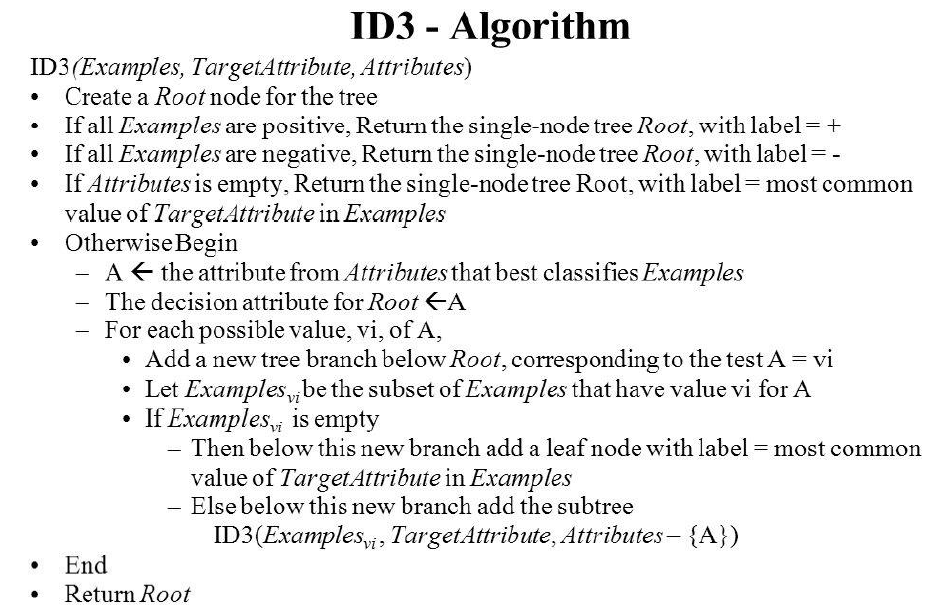 ID3 - Algorithm
ID3(Examples, TargetAttribute, Attributes)
• Create a Root node for the tree
• If all Examples are positive, Return the single-node tree Root, with label = +
• If all Examples are negative, Return the single-node tree Root, with label = -
• If Attributes is empty, Return the single-node tree Root, with label = most common
value of TargetAttribute in Examples
• Otherwise Begin
– A ← the attribute from Attributes that best classifies Examples
– The decision attribute for Root ← A
– For each possible value, vi, of A,
• Add a new tree branch below Root, corresponding to the test A = vi
• Let Examples_vi be the subset of Examples that have value vi for A
• If Examples_vi is empty
– Then below this new branch add a leaf node with label = most common
value of TargetAttribute in Examples
– Else below this new branch add the subtree
ID3(Examples_vi, TargetAttribute, Attributes – {A})
• End
• Return Root